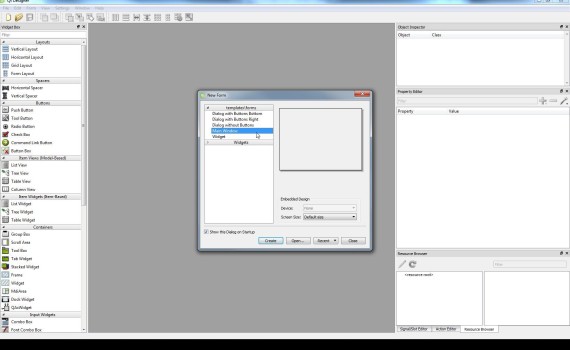 Qt Designer
File Edit Form View Settings Window Help
Widget Box
Filter
Layouts
Vertical Layout
Horizontal Layout
Grid Layout
Form Layout
Spacers
Horizontal Spacer
Vertical Spacer
Buttons
Push Button
Tool Button
Radio Button
Check Box
Command Link Button
Button Box
Item Views (Model-Based)
List View
Tree View
Table View
Column View
Item Widgets (Item-Based)
List Widget
Tree Widget
Table Widget
Containers
Group Box
Scroll Area
Tool Box
Tab Widget
Stacked Widget
Frame
Widget
MdiArea
Dock Widget
QAxWidget
Input Widgets
Combo Box
Font Combo Box
New Form
templates\forms
Dialog with Buttons Bottom
Dialog with Buttons Right
Dialog without Buttons
Main Window
Widget
Widgets
Embedded Design
Device: None
Screen Size: Default size
Show this Dialog on Startup
Create Open... Recent Close
Object Inspector
Object Class
Property Editor
Filter
Property Value
Resource Browser
Filter
<resource root>
Signal/Slot Editor Action Editor Resource Browser